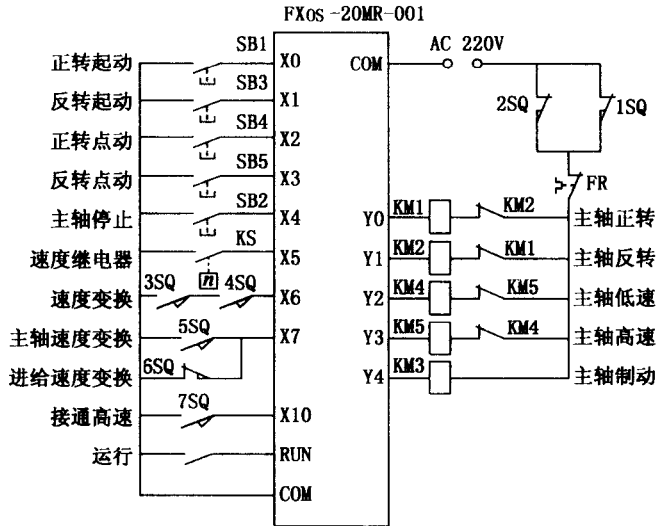 FX0S-20MR-001
正转起动 SB1 X0
反转起动 SB3 X1
正转点动 SB4 X2
反转点动 SB5 X3
主轴停止 SB2 X4
速度继电器 KS X5
n
速度变换 3SQ 4SQ X6
主轴速度变换 5SQ X7
进给速度变换 6SQ
接通高速 7SQ X10
运行 RUN
COM
COM AC 220V
2SQ 1SQ
FR
Y0 KM1 KM2 主轴正转
Y1 KM2 KM1 主轴反转
Y2 KM4 KM5 主轴低速
Y3 KM5 KM4 主轴高速
Y4 KM3 主轴制动